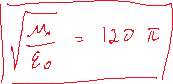 √(μ₀/ε₀) = 120 π